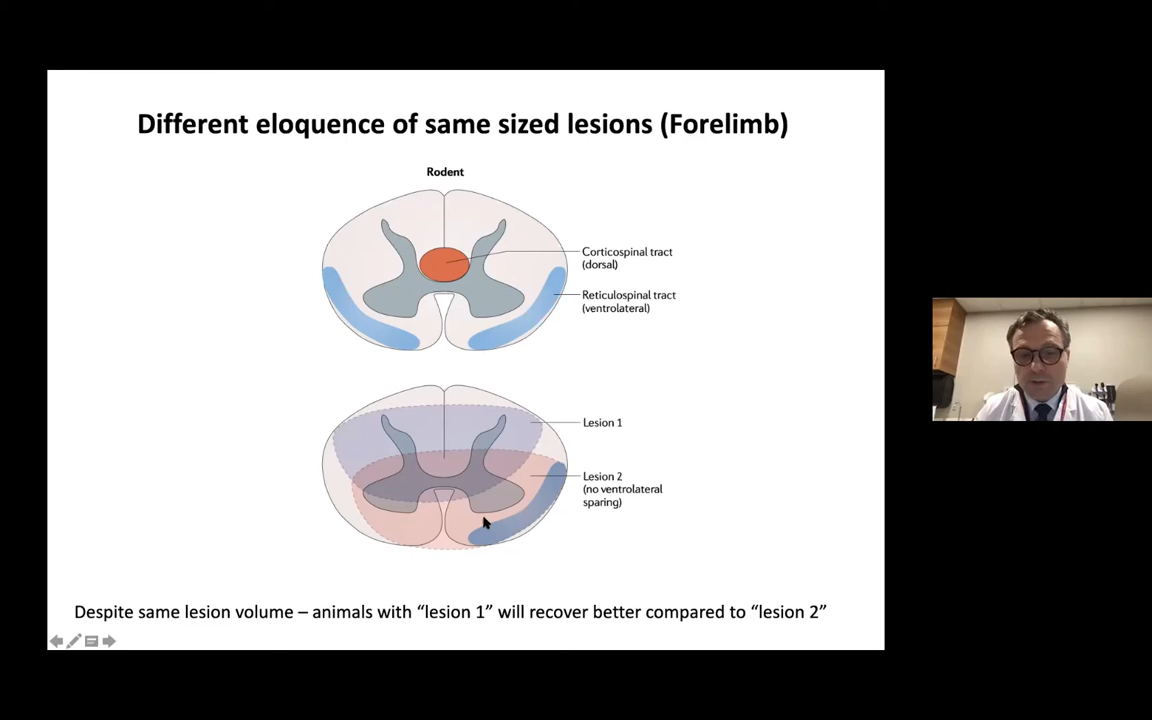 Different eloquence of same sized lesions (Forelimb)
Rodent
Corticospinal tract
(dorsal)
Reticulospinal tract
(ventrolateral)
Lesion 1
Lesion 2
(no ventrolateral
sparing)
Despite same lesion volume – animals with “lesion 1” will recover better compared to “lesion 2”